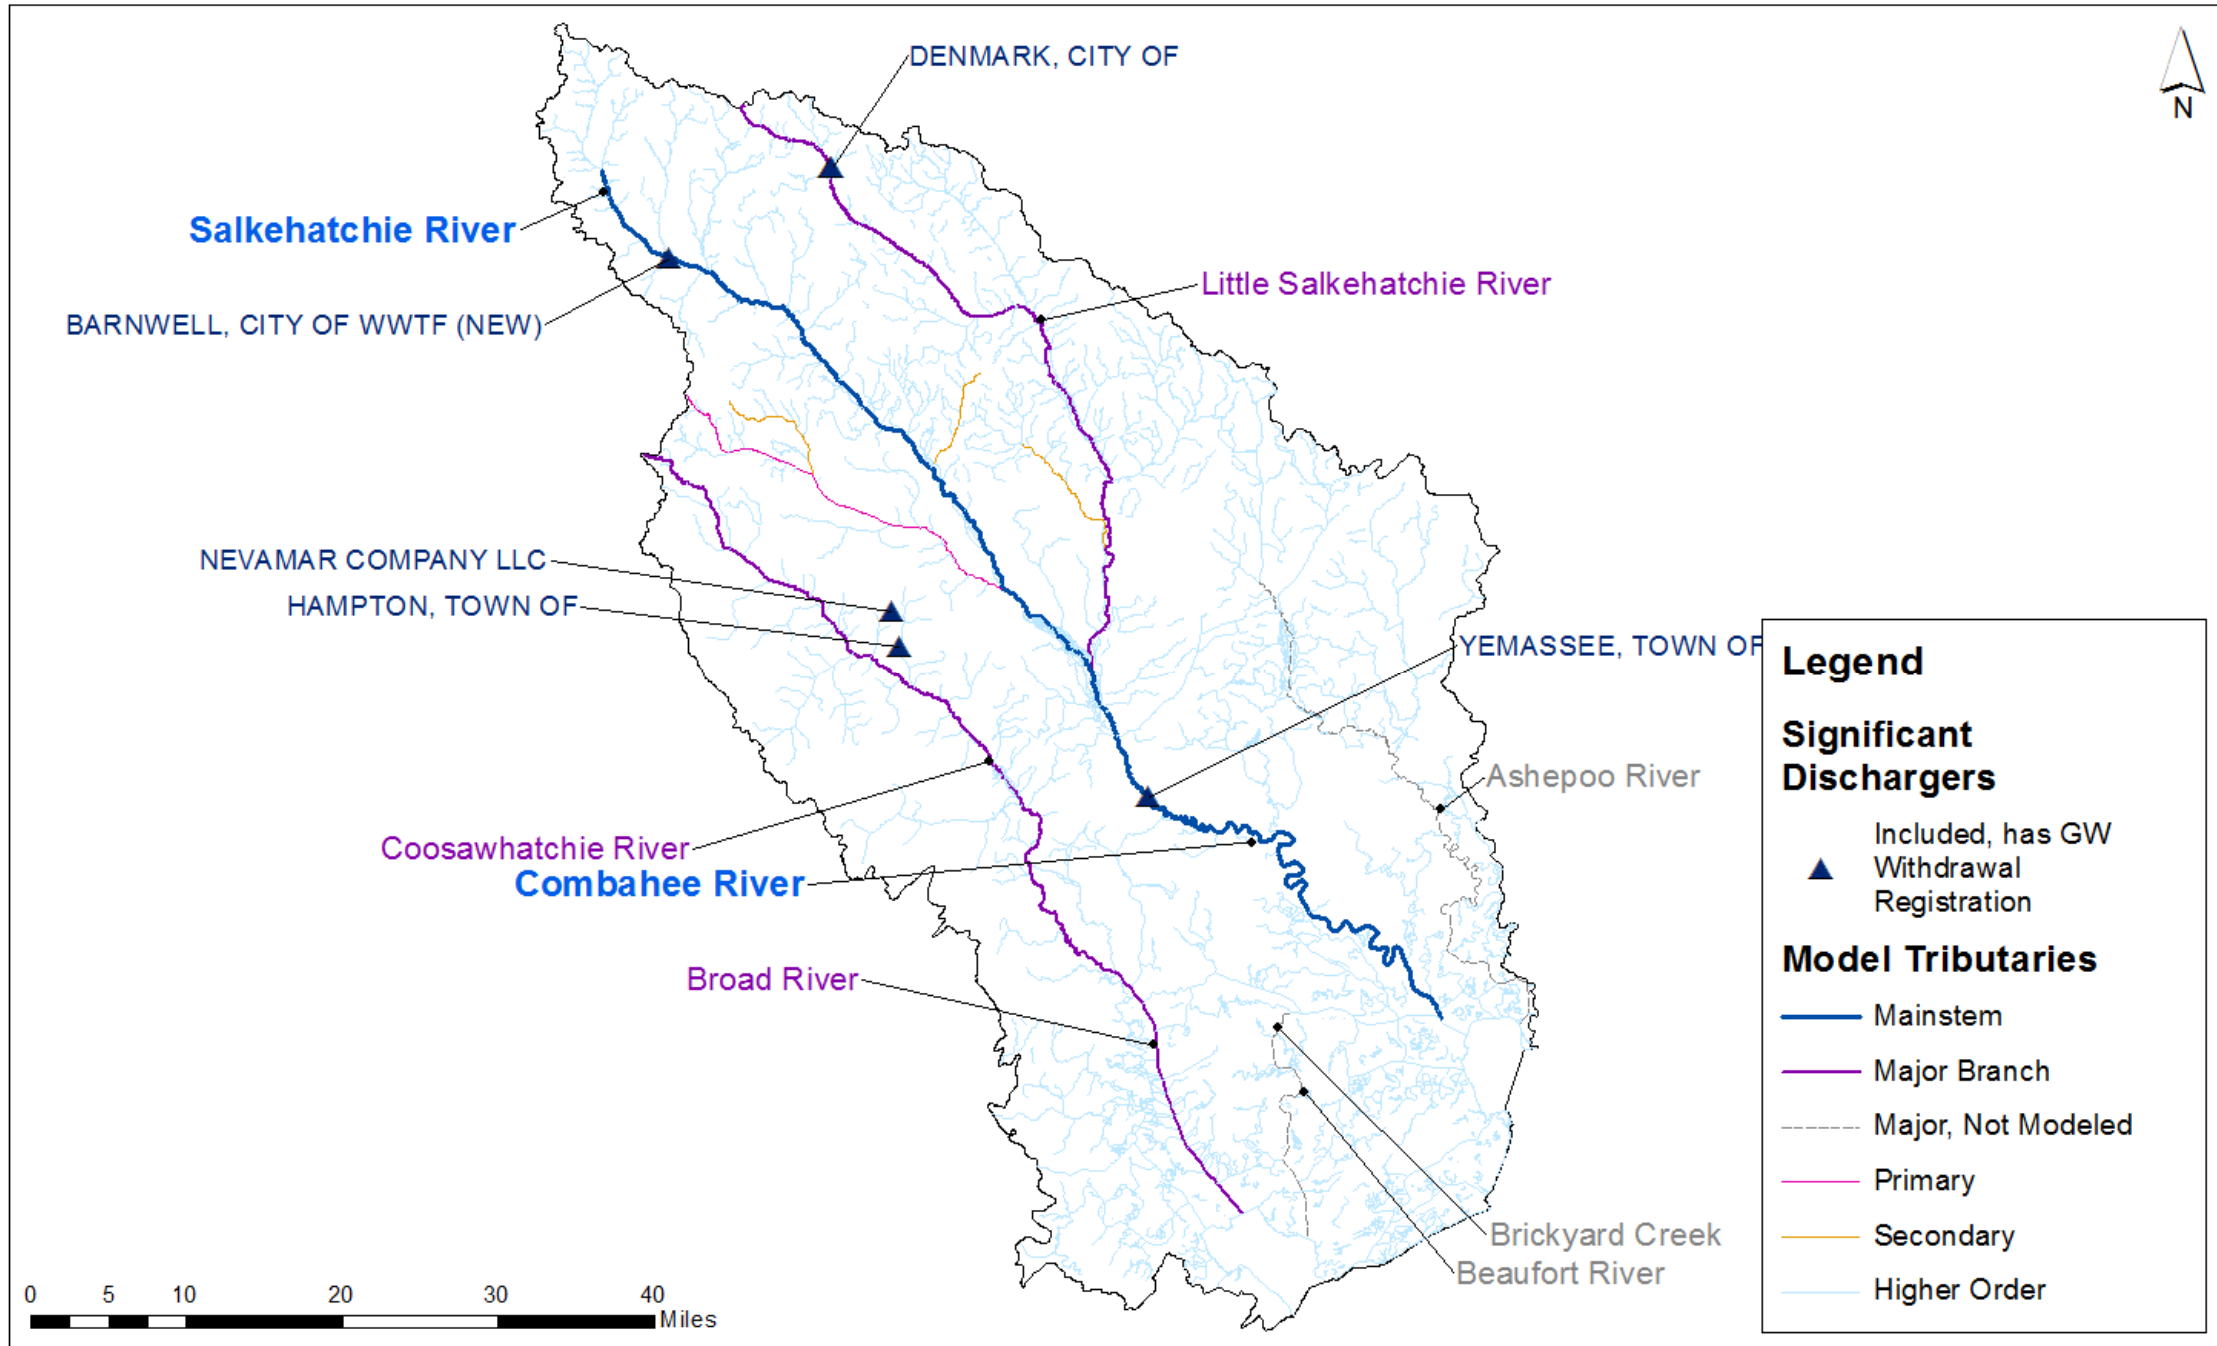 DENMARK, CITY OF
N
Salkehatchie River
Little Salkehatchie River
BARNWELL, CITY OF WWTF (NEW)
NEVAMAR COMPANY LLC
HAMPTON, TOWN OF
YEMASSEE, TOWN OF
Ashepoo River
Coosawhatchie River
Combahee River
Broad River
Brickyard Creek
Beaufort River
0 5 10 20 30 40
Miles
Legend
Significant
Dischargers
Included, has GW
Withdrawal
Registration
Model Tributaries
Mainstem
Major Branch
Major, Not Modeled
Primary
Secondary
Higher Order